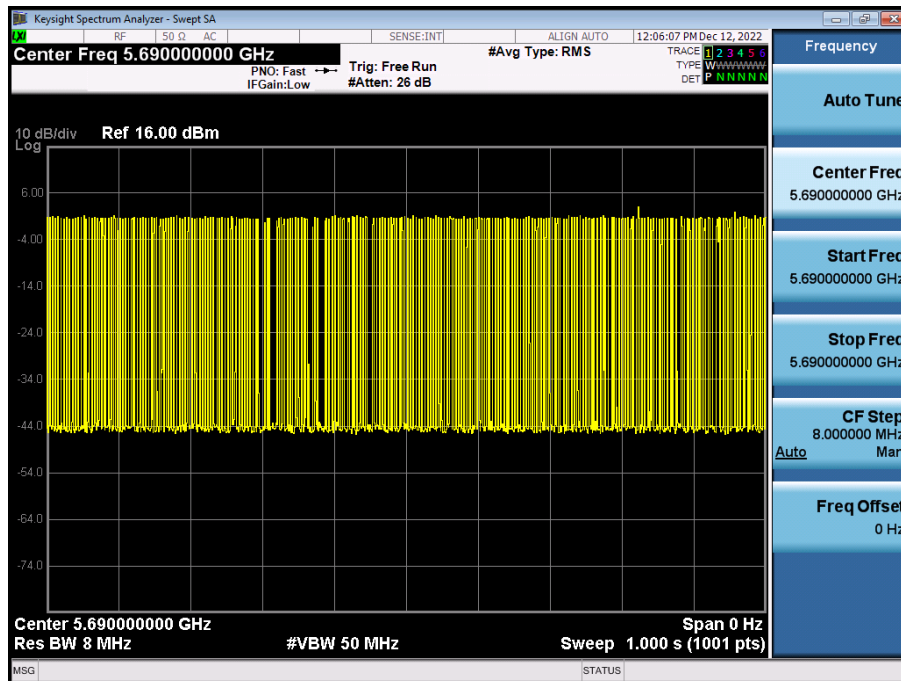 Keysight Spectrum Analyzer - Swept SA
LXI RF 50 Ω AC SENSE:INT ALIGN AUTO 12:06:07 PM Dec 12, 2022
Center Freq 5.690000000 GHz
PNO: Fast
IFGain:Low
Trig: Free Run
#Atten: 26 dB
#Avg Type: RMS
TRACE 1 2 3 4 5 6
TYPE W W W W W W
DET P N N N N N
10 dB/div Ref 16.00 dBm
Log
6.00
-4.00
-14.0
-24.0
-34.0
-44.0
-54.0
-64.0
-74.0
Center 5.690000000 GHz Span 0 Hz
Res BW 8 MHz #VBW 50 MHz Sweep 1.000 s (1001 pts)
MSG STATUS
Frequency
Auto Tune
Center Freq
5.690000000 GHz
Start Freq
5.690000000 GHz
Stop Freq
5.690000000 GHz
CF Step
8.000000 MHz
Auto Man
Freq Offset
0 Hz